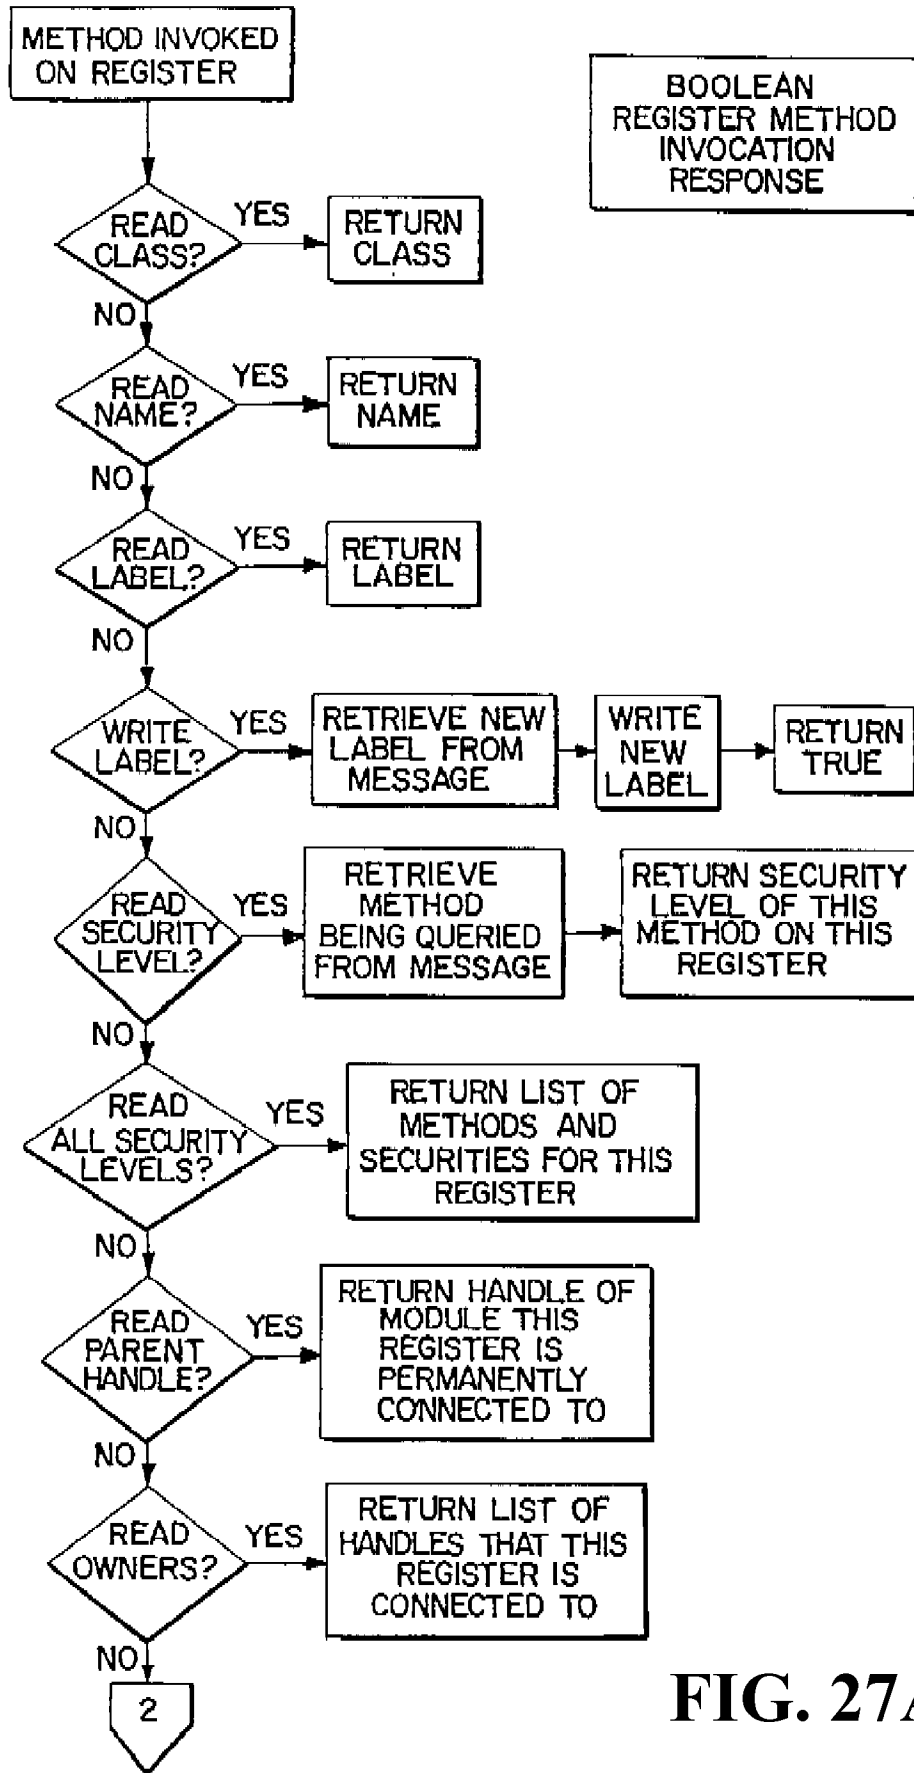 METHOD INVOKED
ON REGISTER
BOOLEAN
REGISTER METHOD
INVOCATION
RESPONSE
READ
CLASS?
YES
RETURN
CLASS
NO
READ
NAME?
YES
RETURN
NAME
NO
READ
LABEL?
YES
RETURN
LABEL
NO
WRITE
LABEL?
YES
RETRIEVE NEW
LABEL FROM
MESSAGE
WRITE
NEW
LABEL
RETURN
TRUE
NO
READ
SECURITY
LEVEL?
YES
RETRIEVE
METHOD
BEING QUERIED
FROM MESSAGE
RETURN SECURITY
LEVEL OF THIS
METHOD ON THIS
REGISTER
NO
READ
ALL SECURITY
LEVELS?
YES
RETURN LIST OF
METHODS AND
SECURITIES FOR THIS
REGISTER
NO
READ
PARENT
HANDLE?
YES
RETURN HANDLE OF
MODULE THIS
REGISTER IS
PERMANENTLY
CONNECTED TO
NO
READ
OWNERS?
YES
RETURN LIST OF
HANDLES THAT THIS
REGISTER IS
CONNECTED TO
NO
2
FIG. 27A